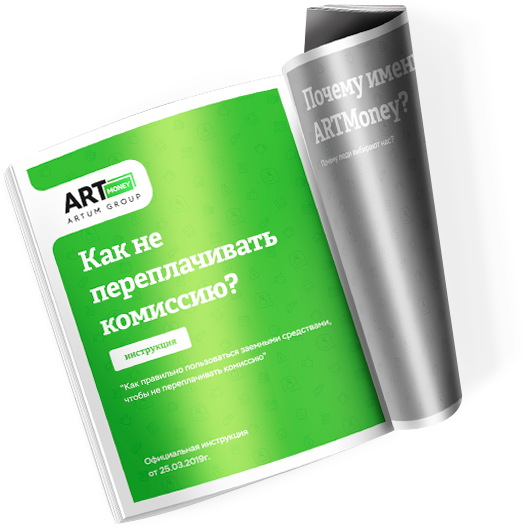 ART MONEY
ARTUM GROUP
Как не
переплачивать
комиссию?
инструкция
"Как правильно пользоваться заемными средствами,
чтобы не переплачивать комиссию"
Официальная инструкция
от 25.03.2019г.
Почему
ARTMoney?
Почему люди выбирают нас?